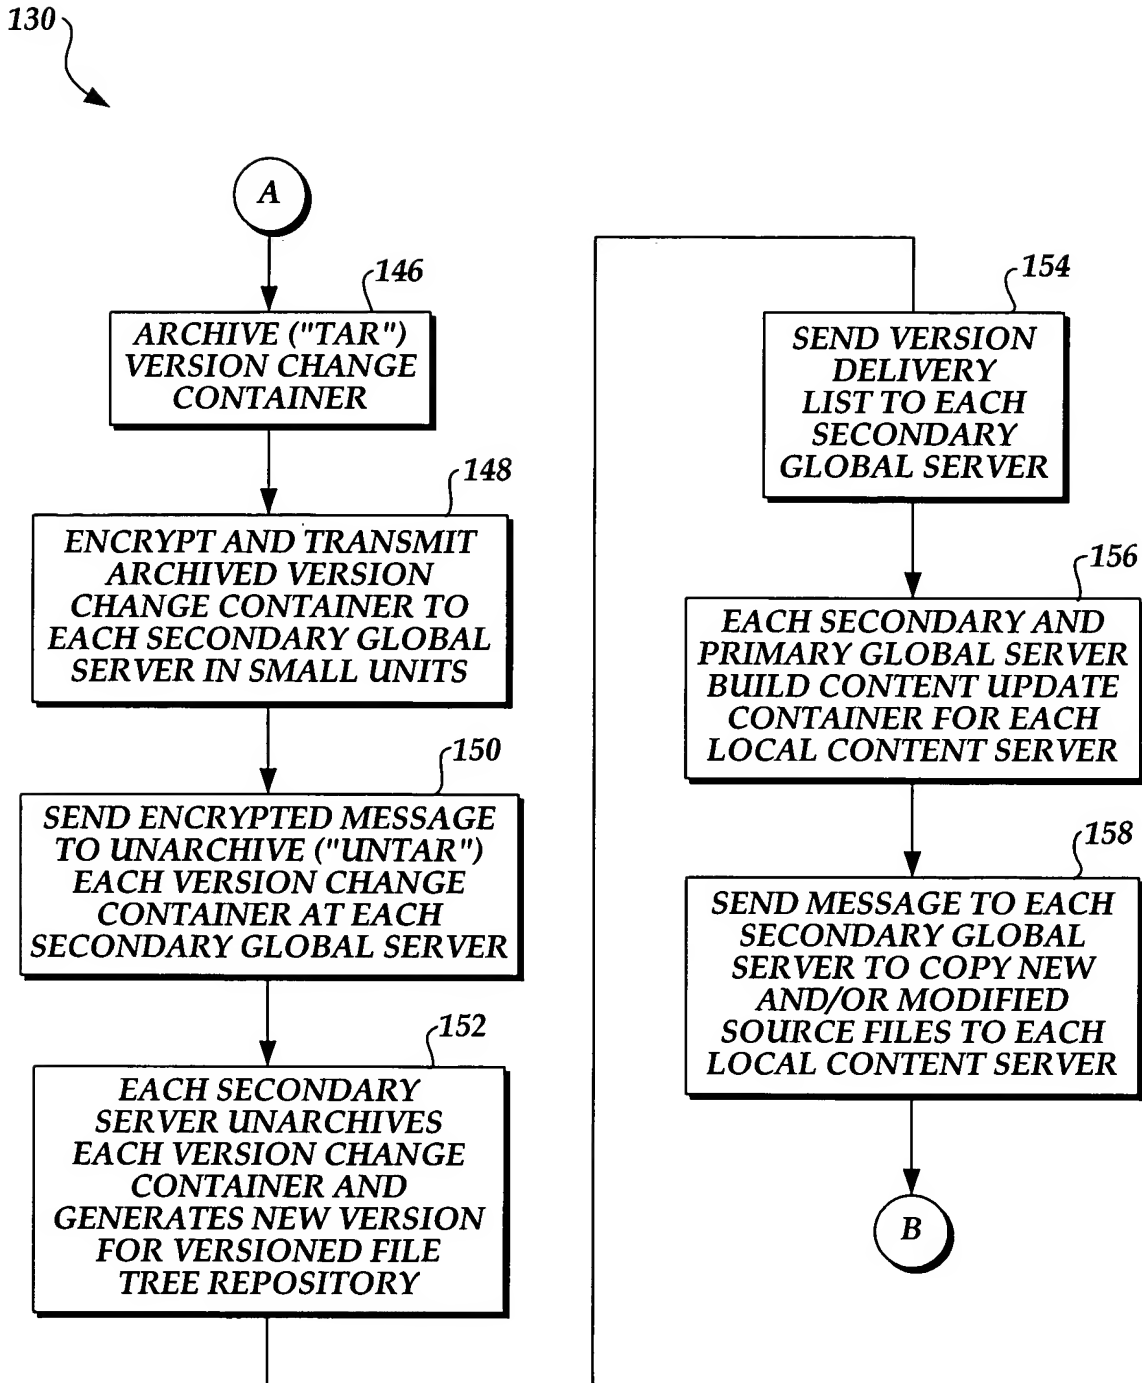 130
A
146
ARCHIVE ("TAR")
VERSION CHANGE
CONTAINER
148
ENCRYPT AND TRANSMIT
ARCHIVED VERSION
CHANGE CONTAINER TO
EACH SECONDARY GLOBAL
SERVER IN SMALL UNITS
150
SEND ENCRYPTED MESSAGE
TO UNARCHIVE ("UNTAR")
EACH VERSION CHANGE
CONTAINER AT EACH
SECONDARY GLOBAL SERVER
152
EACH SECONDARY
SERVER UNARCHIVES
EACH VERSION CHANGE
CONTAINER AND
GENERATES NEW VERSION
FOR VERSIONED FILE
TREE REPOSITORY
154
SEND VERSION
DELIVERY
LIST TO EACH
SECONDARY
GLOBAL SERVER
156
EACH SECONDARY AND
PRIMARY GLOBAL SERVER
BUILD CONTENT UPDATE
CONTAINER FOR EACH
LOCAL CONTENT SERVER
158
SEND MESSAGE TO EACH
SECONDARY GLOBAL
SERVER TO COPY NEW
AND/OR MODIFIED
SOURCE FILES TO EACH
LOCAL CONTENT SERVER
B